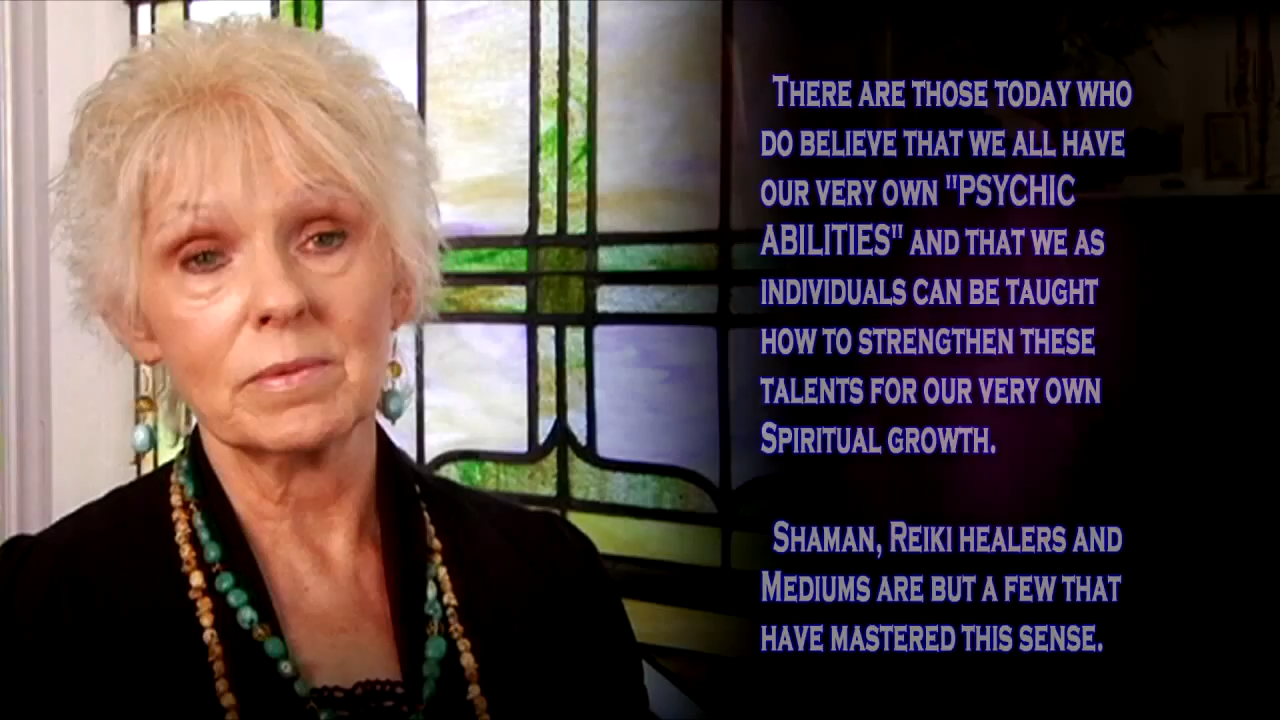 There are those today who
do believe that we all have
our very own "PSYCHIC
ABILITIES" and that we as
individuals can be taught
how to strengthen these
talents for our very own
Spiritual growth.
Shaman, Reiki healers and
Mediums are but a few that
have mastered this sense.